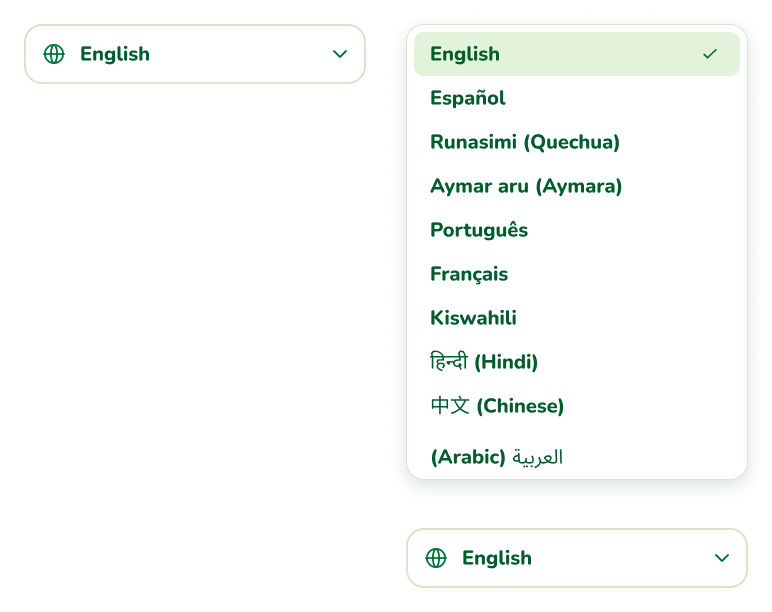 English
English
Español
Runasimi (Quechua)
Aymar aru (Aymara)
Português
Français
Kiswahili
हिन्दी (Hindi)
中文 (Chinese)
(Arabic) العربية
English